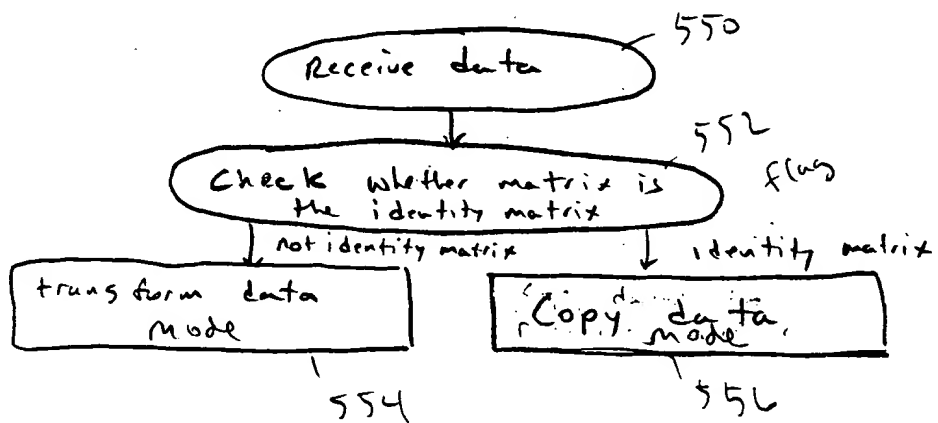 550
Receive data
552
flag
Check whether matrix is
the identity matrix
not identity matrix
identity matrix
transform data
mode
Copy data
mode
554
556